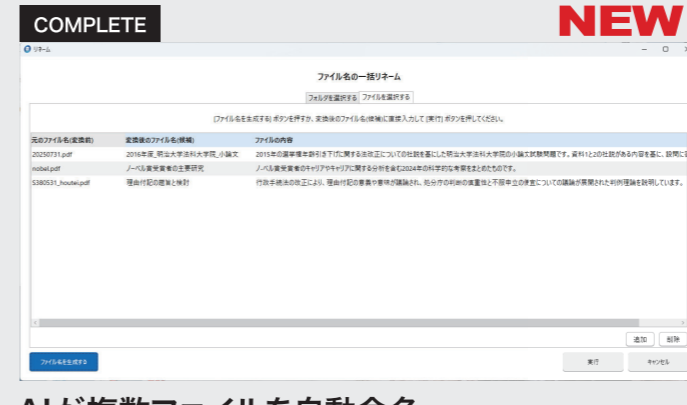 COMPLETE
NEW
リネーム
ファイル名の一括リネーム
フォルダを選択する ファイルを選択する
[ファイル名を生成する] ボタンを押すか、変換後のファイル名(候補)に直接入力して [実行] ボタンを押してください。
元のファイル名(変換前) 変換後のファイル名(候補) ファイルの内容
20250731.pdf 2016年度_明治大学法科大学院_小論文 2015年の選挙権年齢引き下げに関する法改正についての社説を基にした明治大学法科大学院の小論文試験問題です。資料1と2の社説がある内容を基に、設問に
nobel.pdf ノーベル賞受賞者の主要研究 ノーベル賞受賞者のキャリアやキャリアに関する分析を含む2024年の科学的な考察をまとめたものです。
S380531_houtei.pdf 理由付記の趣旨と検討 行政手続法の改正により、理由付記の意義や意味が議論され、処分庁の判断の慎重性と不服申立の便宜についての議論が展開された判例理論を説明しています。
追加 削除
ファイル名を生成する 実行 キャンセル